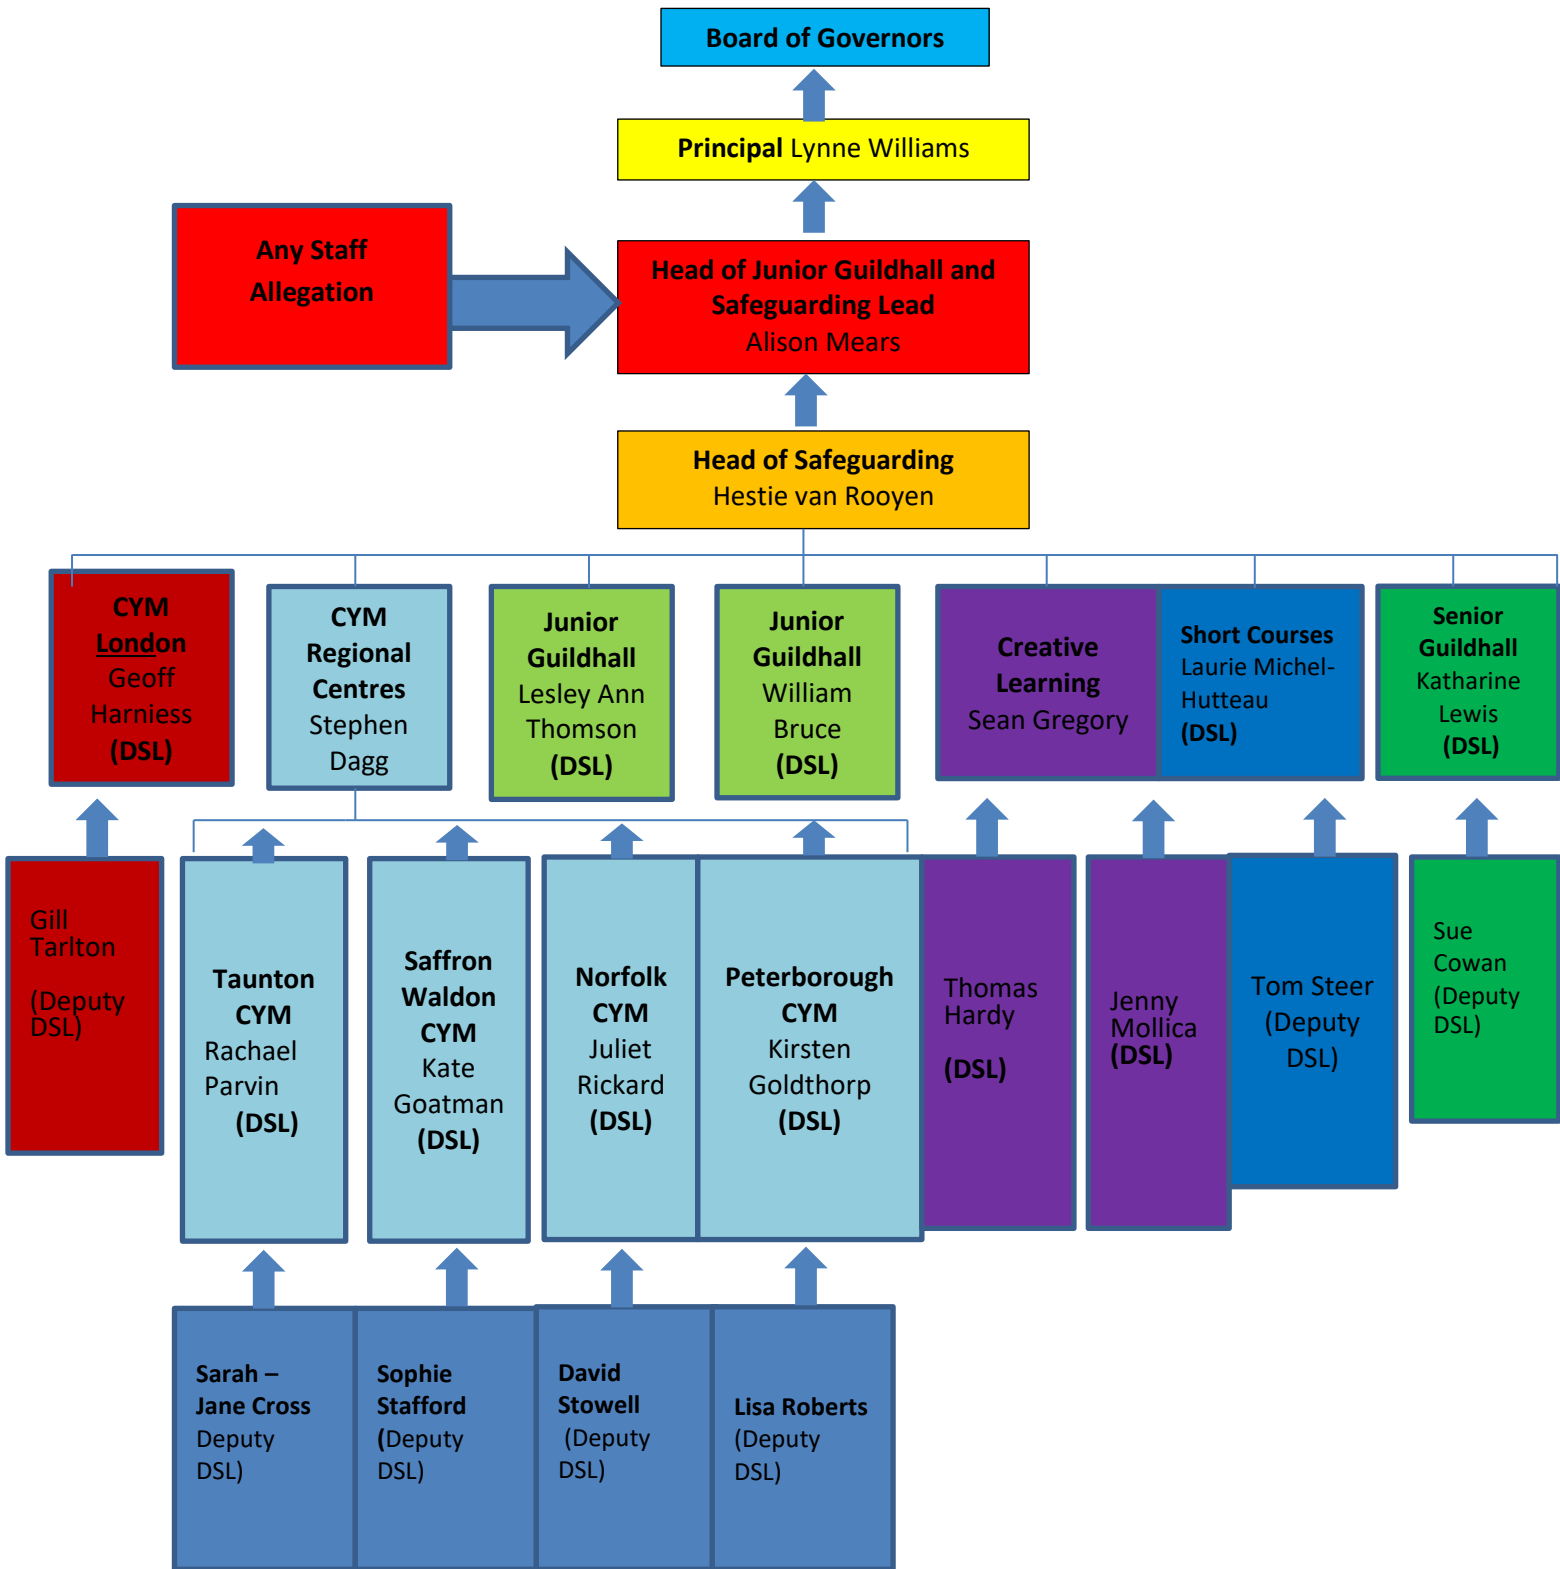 Board of Governors
Principal Lynne Williams
Any Staff
Allegation
Head of Junior Guildhall and
Safeguarding Lead
Alison Mears
Head of Safeguarding
Hestie van Rooyen
CYM
London
Geoff
Harniess
(DSL)
CYM
Regional
Centres
Stephen
Dagg
Junior
Guildhall
Lesley Ann
Thomson
(DSL)
Junior
Guildhall
William
Bruce
(DSL)
Creative
Learning
Sean Gregory
Short Courses
Laurie Michel-
Hutteau
(DSL)
Senior
Guildhall
Katharine
Lewis
(DSL)
Gill
Tarlton
(Deputy
DSL)
Taunton
CYM
Rachael
Parvin
(DSL)
Saffron
Waldon
CYM
Kate
Goatman
(DSL)
Norfolk
CYM
Juliet
Rickard
(DSL)
Peterborough
CYM
Kirsten
Goldthorp
(DSL)
Thomas
Hardy
(DSL)
Jenny
Mollica
(DSL)
Tom Steer
(Deputy
DSL)
Sue
Cowan
(Deputy
DSL)
Sarah –
Jane Cross
Deputy
DSL)
Sophie
Stafford
(Deputy
DSL)
David
Stowell
(Deputy
DSL)
Lisa Roberts
(Deputy
DSL)